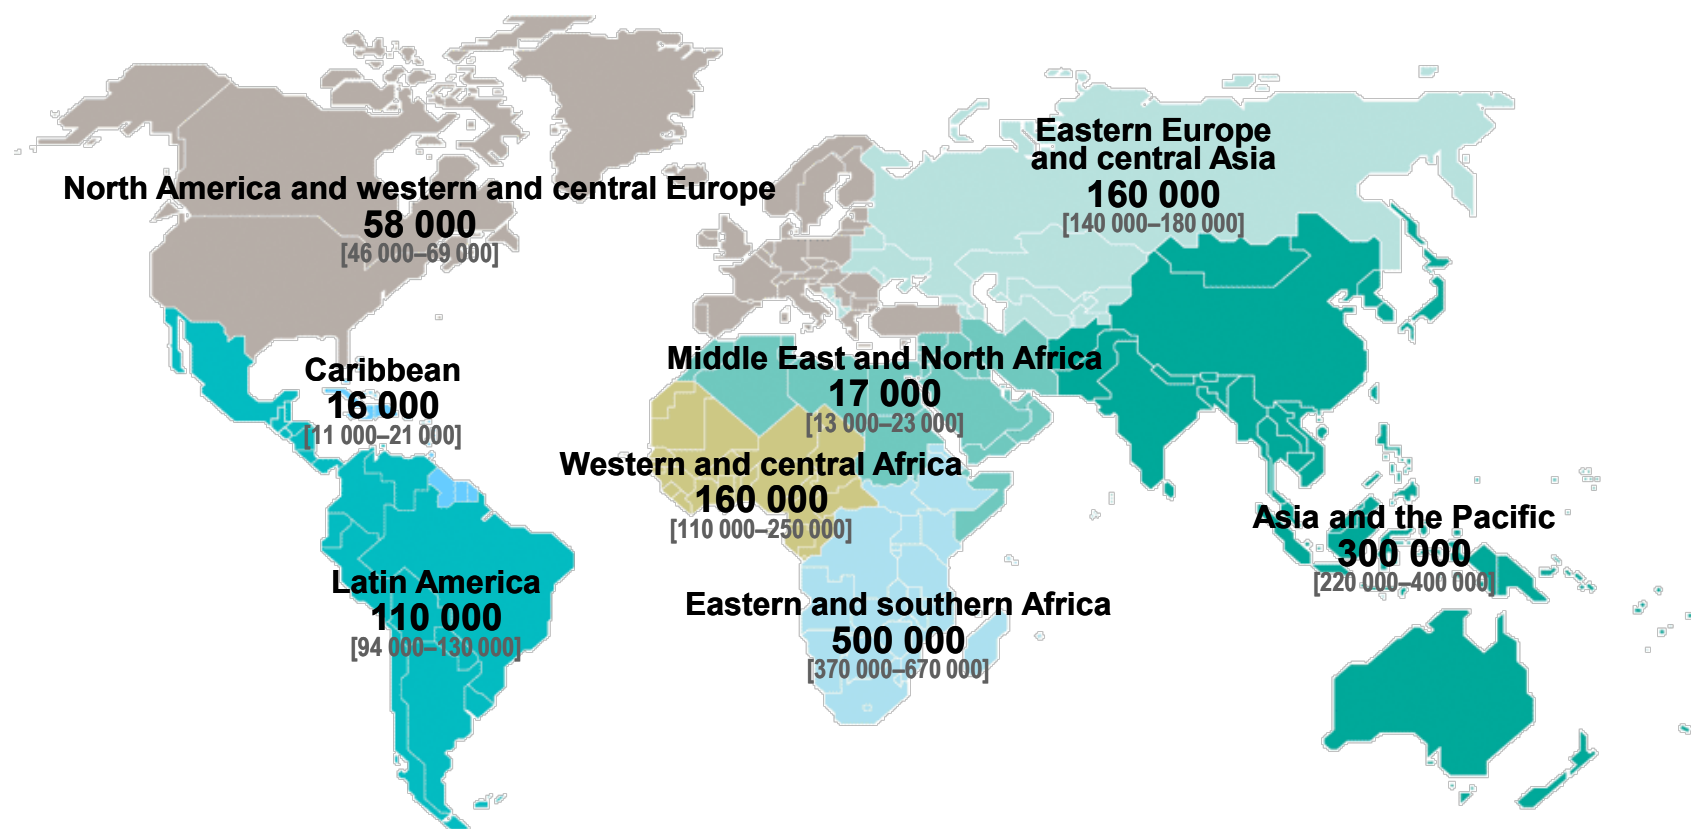 Eastern Europe
and central Asia
160 000
[140 000–180 000]
North America and western and central Europe
58 000
[46 000–69 000]
Middle East and North Africa
17 000
[13 000–23 000]
Caribbean
16 000
[11 000–21 000]
Western and central Africa
160 000
[110 000–250 000]
Asia and the Pacific
300 000
[220 000–400 000]
Latin America
110 000
[94 000–130 000]
Eastern and southern Africa
500 000
[370 000–670 000]